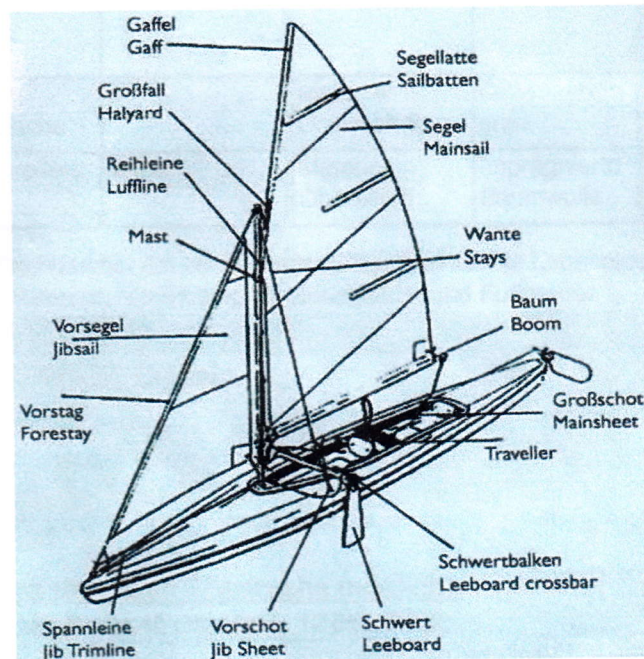 Gaffel
Gaff
Segellatte
Sailbatten
Großfall
Halyard
Segel
Mainsail
Reihleine
Luffline
Mast
Wante
Stays
Baum
Boom
Vorsegel
Jibsail
Vorstag
Forestay
Großschot
Mainsheet
Traveller
Schwertbalken
Leeboard crossbar
Spannleine
Jib Trimline
Vorschot
Jib Sheet
Schwert
Leeboard